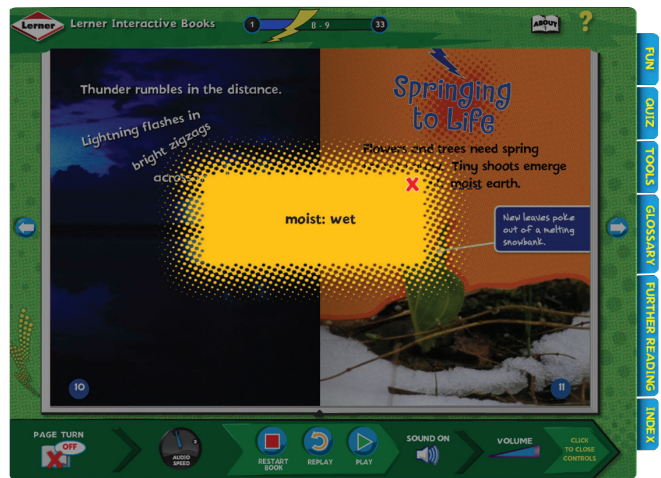 Lerner
Lerner Interactive Books
1
8 - 9
33
ABOUT
?
Thunder rumbles in the distance.
Lightning flashes in
bright zigzags
acros
Springing
to Life
Flowers and trees need spring
Tiny shoots emerge
moist earth.
X
moist: wet
New leaves poke
out of a melting
snowbank.
10
11
FUN
QUIZ
TOOLS
GLOSSARY
FURTHER READING
INDEX
PAGE TURN
OFF
AUDIO
SPEED
RESTART
BOOK
REPLAY
PLAY
SOUND ON
VOLUME
CLICK
TO CLOSE
CONTROLS